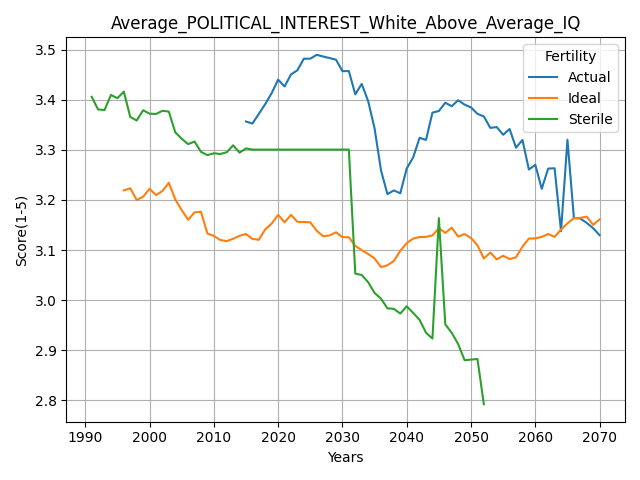 Average_POLITICAL_INTEREST_White_Above_Average_IQ
Fertility
Actual
Ideal
Sterile
Score(1-5)
3.5
3.4
3.3
3.2
3.1
3.0
2.9
2.8
1990 2000 2010 2020 2030 2040 2050 2060 2070
Years